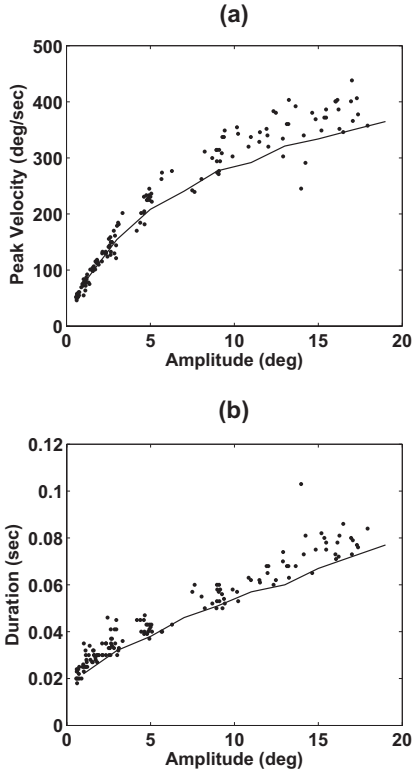 (a)
Peak Velocity (deg/sec)
500
400
300
200
100
0
0 5 10 15 20
Amplitude (deg)
(b)
Duration (sec)
0.12
0.1
0.08
0.06
0.04
0.02
0
0 5 10 15 20
Amplitude (deg)